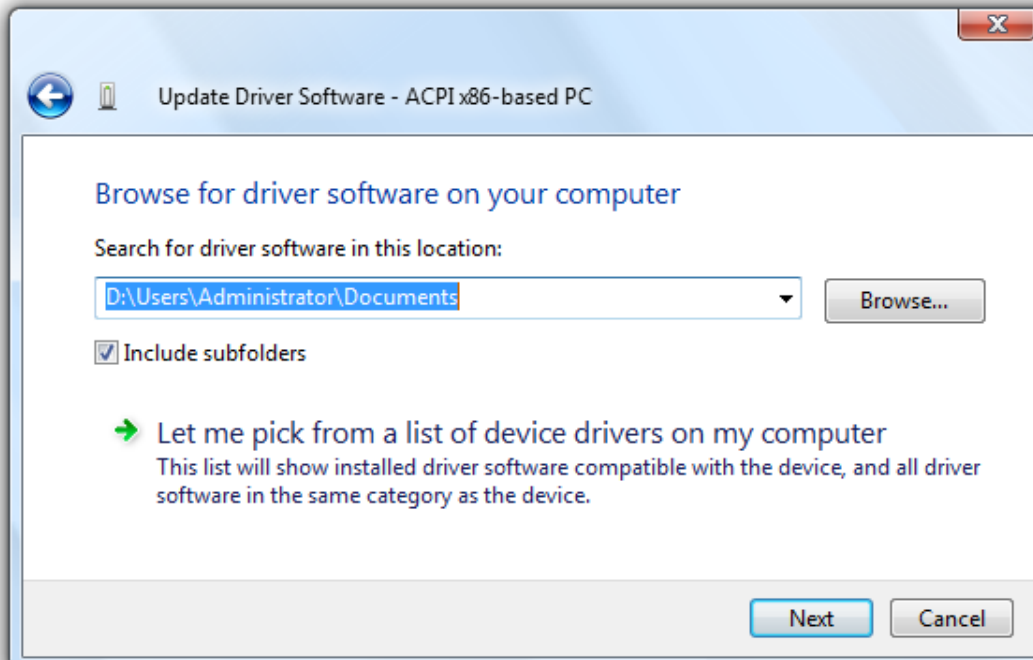 Update Driver Software - ACPI x86-based PC
Browse for driver software on your computer
Search for driver software in this location:
D:\Users\Administrator\Documents
Browse...
Include subfolders
Let me pick from a list of device drivers on my computer
This list will show installed driver software compatible with the device, and all driver
software in the same category as the device.
Next
Cancel